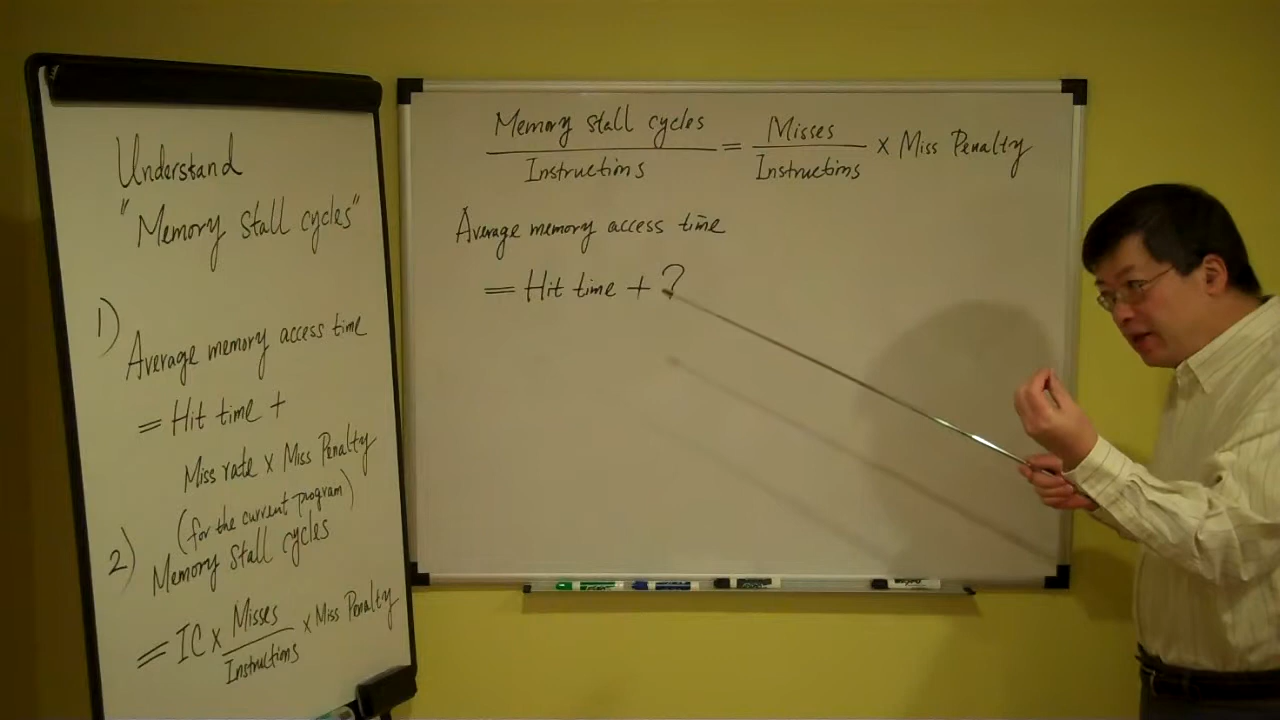 Understand
"Memory stall cycles"
1)
Average memory access time
= Hit time +
Miss rate × Miss Penalty
(for the current program)
2)
Memory Stall cycles
= IC × Misses / Instructions × Miss Penalty
Memory stall cycles / Instructions = Misses / Instructions × Miss Penalty
Average memory access time
= Hit time + ?